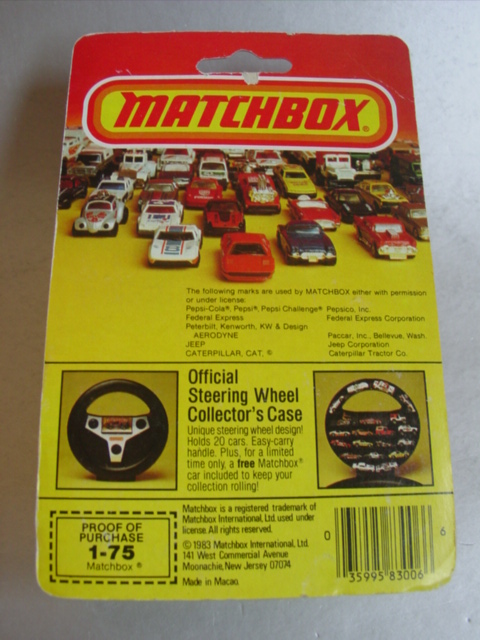 MATCHBOX®
The following marks are used by MATCHBOX either with permission
or under license:
Pepsi-Cola®, Pepsi®, Pepsi Challenge® Pepsico, Inc.
Federal Express Federal Express Corporation
Peterbilt, Kenworth, KW & Design
AERODYNE Paccar, Inc., Bellevue, Wash.
JEEP Jeep Corporation
CATERPILLAR, CAT, ® Caterpillar Tractor Co.
Official
Steering Wheel
Collector's Case
Unique steering wheel design!
Holds 20 cars. Easy-carry
handle. Plus, for a limited
time only, a free Matchbox®
car included to keep your
collection rolling!
PROOF OF
PURCHASE
1-75
Matchbox®
Matchbox is a registered trademark of
Matchbox International, Ltd. used under
license. All rights reserved.
© 1983 Matchbox International, Ltd.
141 West Commercial Avenue
Moonachie, New Jersey 07074
Made in Macao
0 35995 83006 6